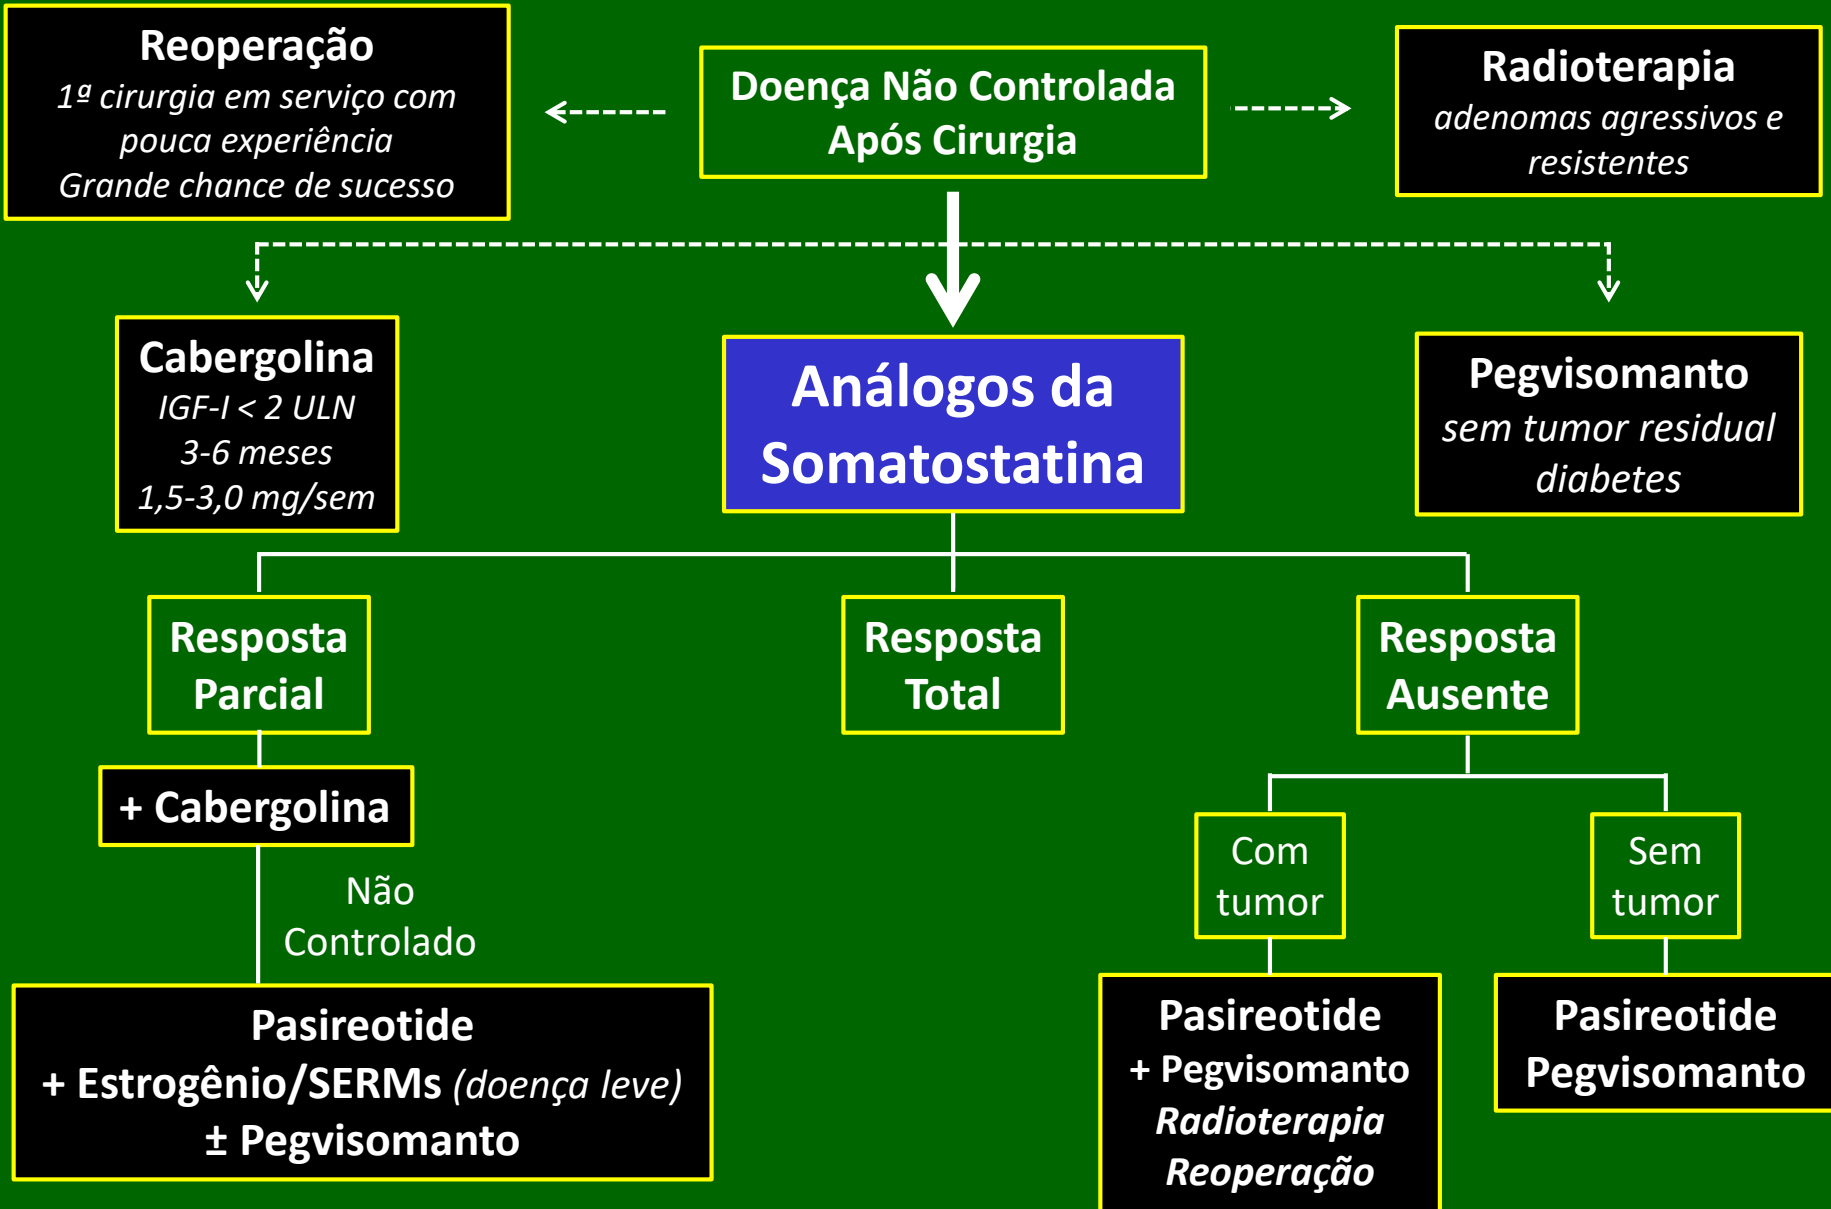 Reoperação
1ª cirurgia em serviço com
pouca experiência
Grande chance de sucesso
Doença Não Controlada
Após Cirurgia
Radioterapia
adenomas agressivos e
resistentes
Cabergolina
IGF-I < 2 ULN
3-6 meses
1,5-3,0 mg/sem
Análogos da
Somatostatina
Pegvisomanto
sem tumor residual
diabetes
Resposta
Parcial
Resposta
Total
Resposta
Ausente
+ Cabergolina
Não
Controlado
Com
tumor
Sem
tumor
Pasireotide
+ Estrogênio/SERMs (doença leve)
± Pegvisomanto
Pasireotide
+ Pegvisomanto
Radioterapia
Reoperação
Pasireotide
Pegvisomanto